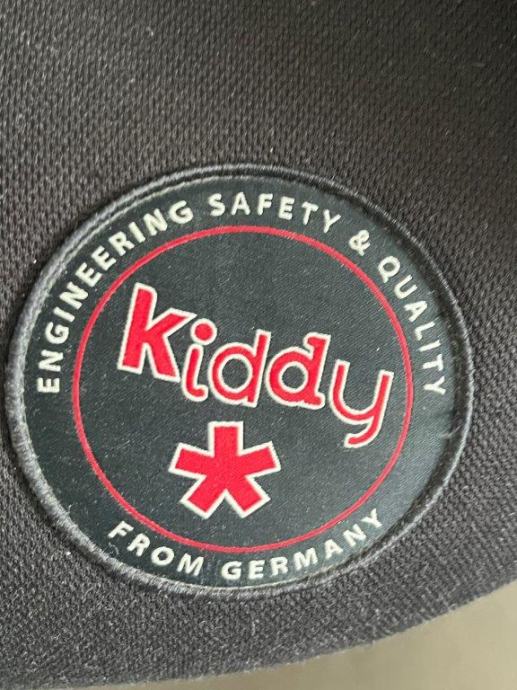 ENGINEERING SAFETY & QUALITY
kiddy
FROM GERMANY